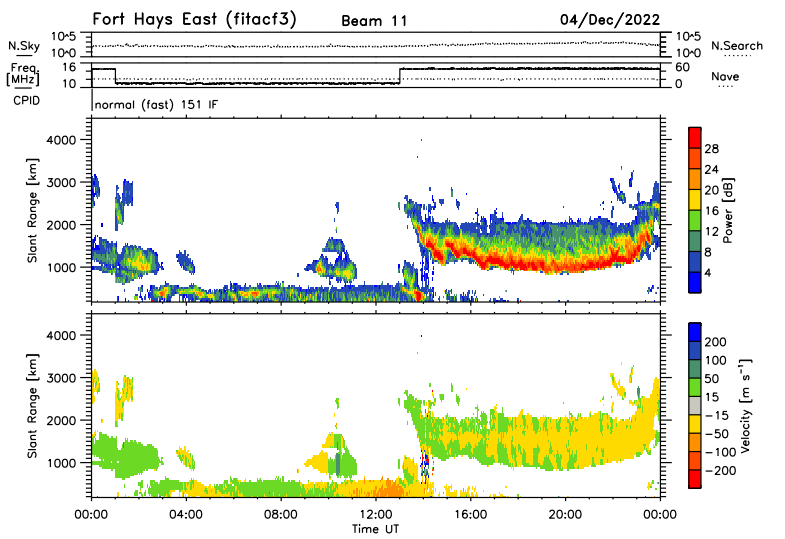 Fort Hays East (fitacf3) Beam 11 04/Dec/2022
N.Sky 10^5 10^0 10^5 10^0 N.Search
Freq. [MHz] 16 10 60 0 Nave
CPID normal (fast) 151 IF
Slant Range [km] 4000 3000 2000 1000
Power [dB] 28 24 20 16 12 8 4
Slant Range [km] 4000 3000 2000 1000
Velocity [m s⁻¹] 200 100 50 15 −15 −50 −100 −200
00:00 04:00 08:00 12:00 16:00 20:00 00:00
Time UT